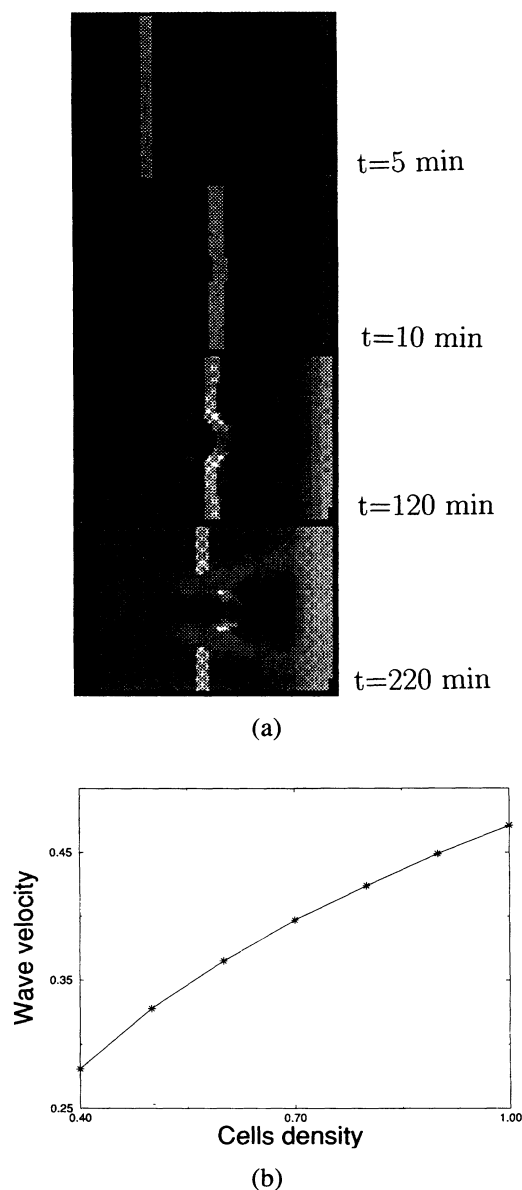 t=5 min
t=10 min
t=120 min
t=220 min
(a)
Wave velocity
0.45
0.35
0.25
0.40
0.70
1.00
Cells density
(b)